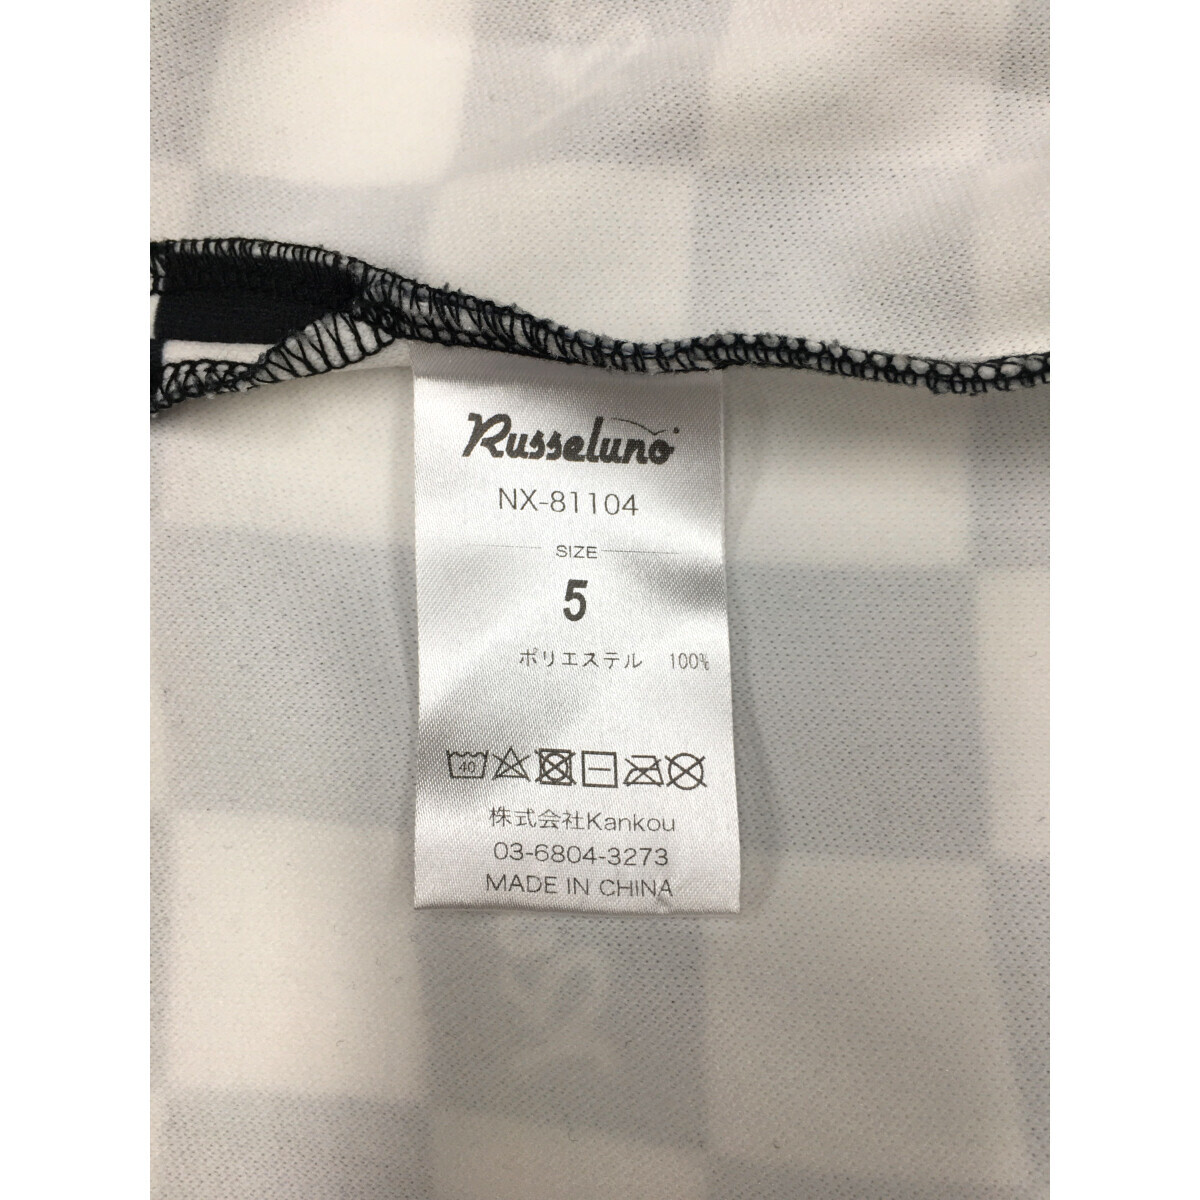 Russeluno
NX-81104
SIZE
5
ポリエステル 100%
40
株式会社Kankou
03-6804-3273
MADE IN CHINA